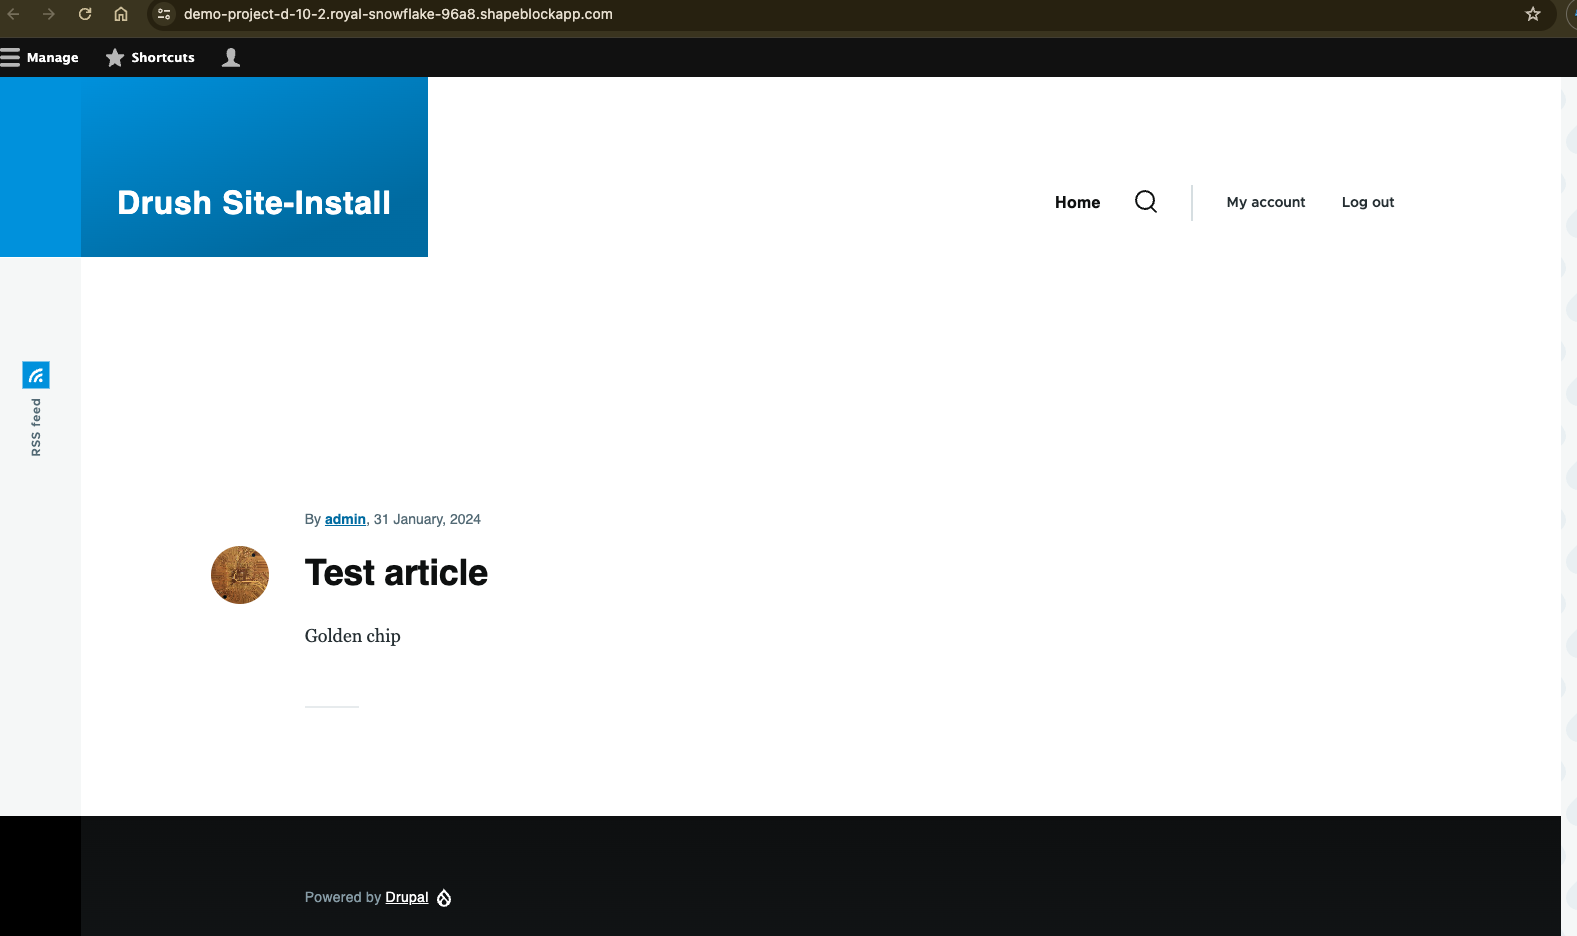 demo-project-d-10-2.royal-snowflake-96a8.shapeblockapp.com
Manage Shortcuts
Drush Site-Install
Home My account Log out
RSS feed
By admin, 31 January, 2024
Test article
Golden chip
Powered by Drupal